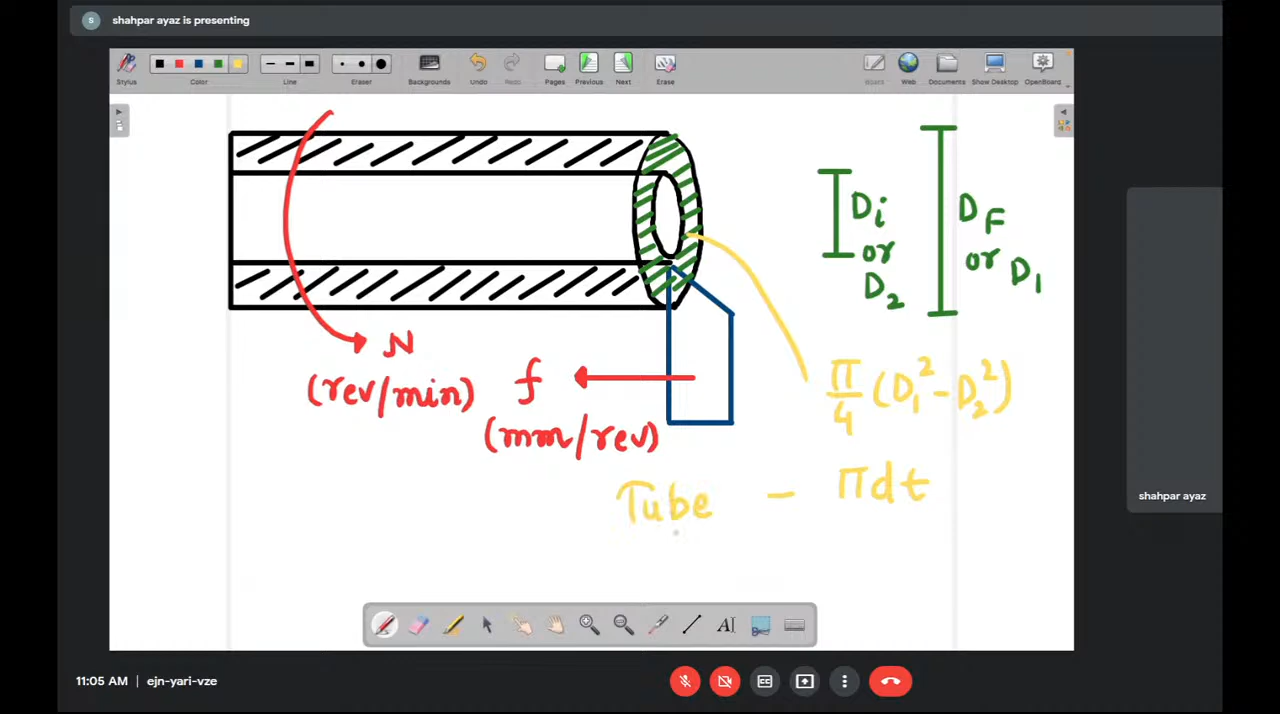 S shahpar ayaz is presenting
Stylus Color Line Eraser Backgrounds Undo Redo Pages Previous Next Erase Board Web Documents Show Desktop OpenBoard
Di
or
D2
DF
or D1
N
(rev/min)
f
(mm/rev)
π/4 (D1² - D2²)
Tube - πdt
shahpar ayaz
11:05 AM | ejn-yari-vze